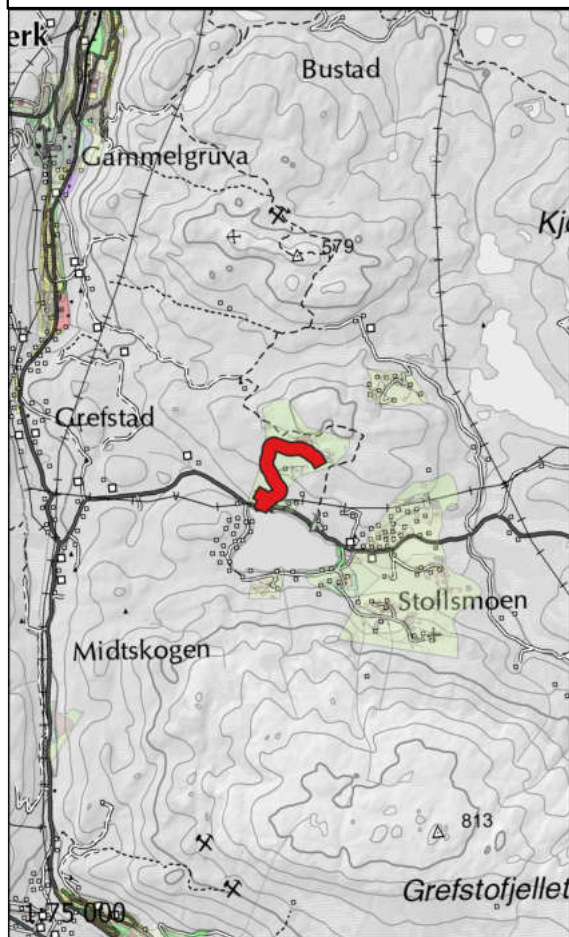 erk
Bustad
Gammelgruva
579
Kj
Grefstad
Stollsmoen
Midtskogen
813
Grefstofjellet
1:75 000